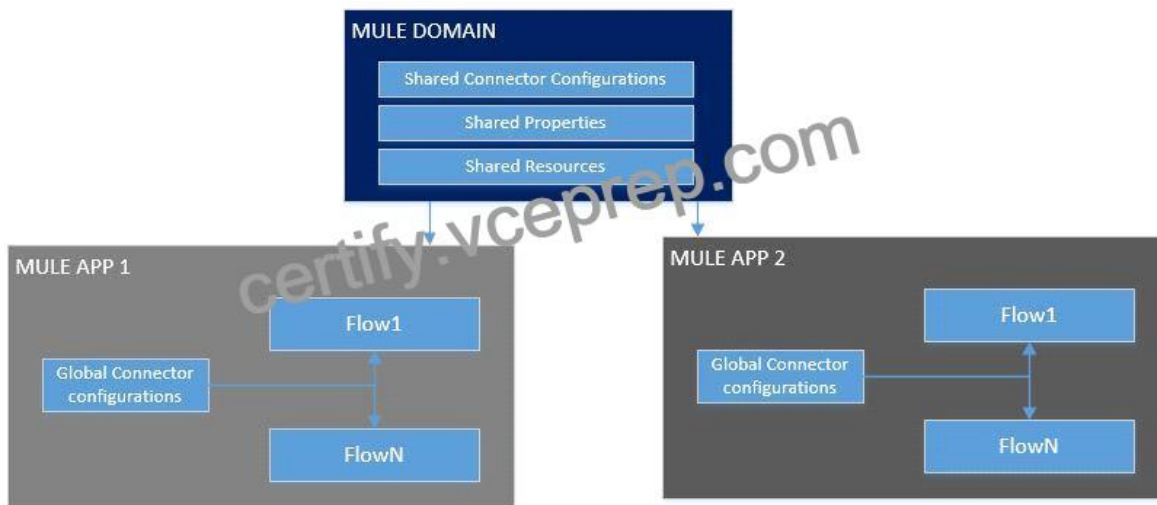 MULE DOMAIN
Shared Connector Configurations
Shared Properties
Shared Resources
certify.vceprep.com
MULE APP 1
Flow1
Global Connector
configurations
FlowN
MULE APP 2
Flow1
Global Connector
configurations
FlowN